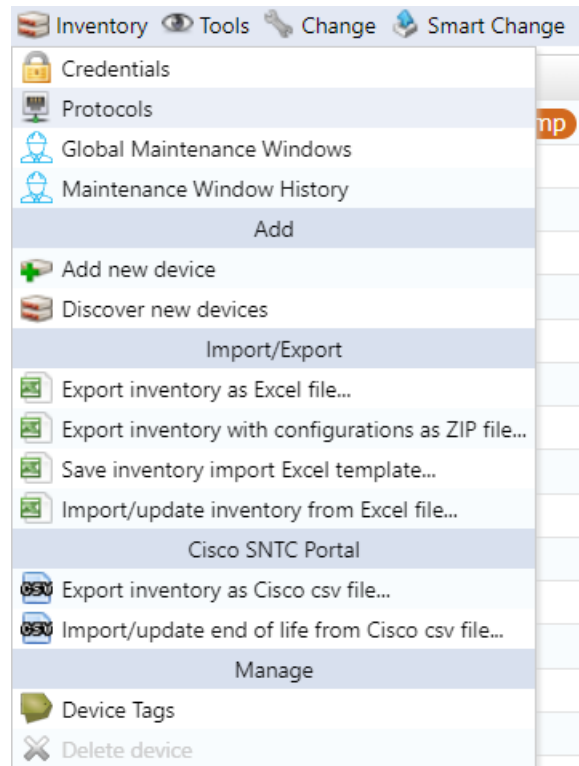 Inventory Tools Change Smart Change
Credentials
Protocols
mp
Global Maintenance Windows
Maintenance Window History
Add
Add new device
Discover new devices
Import/Export
Export inventory as Excel file...
Export inventory with configurations as ZIP file...
Save inventory import Excel template...
Import/update inventory from Excel file...
Cisco SNTC Portal
CSV Export inventory as Cisco csv file...
CSV Import/update end of life from Cisco csv file...
Manage
Device Tags
Delete device